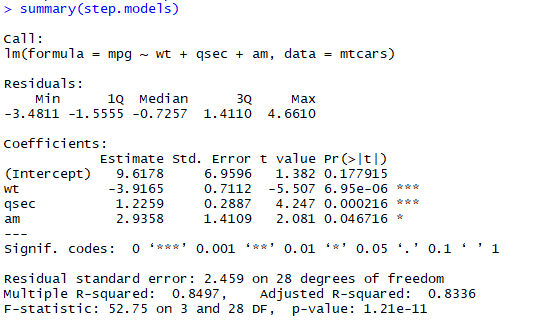 > summary(step.models)
Call:
lm(formula = mpg ~ wt + qsec + am, data = mtcars)
Residuals:
    Min      1Q  Median      3Q     Max
-3.4811 -1.5555 -0.7257  1.4110  4.6610
Coefficients:
            Estimate Std. Error t value Pr(>|t|)
(Intercept)   9.6178     6.9596   1.382 0.177915
wt           -3.9165     0.7112  -5.507 6.95e-06 ***
qsec          1.2259     0.2887   4.247 0.000216 ***
am            2.9358     1.4109   2.081 0.046716 *
---
Signif. codes:  0 ‘***’ 0.001 ‘**’ 0.01 ‘*’ 0.05 ‘.’ 0.1 ‘ ’ 1
Residual standard error: 2.459 on 28 degrees of freedom
Multiple R-squared:  0.8497,    Adjusted R-squared:  0.8336
F-statistic: 52.75 on 3 and 28 DF,  p-value: 1.21e-11